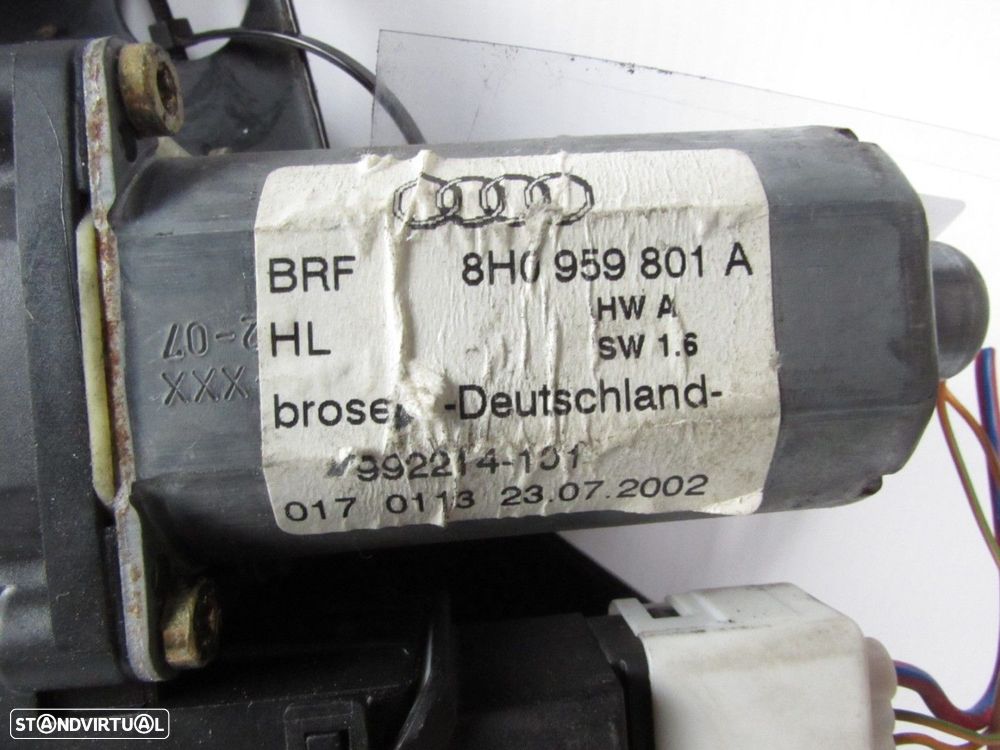 BRF 8H0 959 801 A
HL HW A
SW 1.6
-Deutschland-
992214-101
017 0113 23.07.2002
2-07
XXX
STANDVIRTUAL